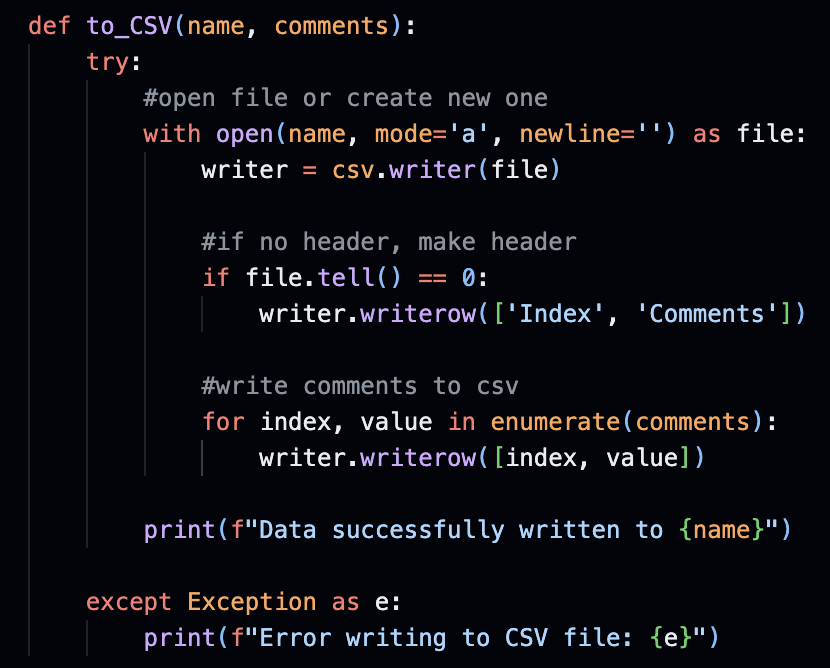 def to_CSV(name, comments):
    try:
        #open file or create new one
        with open(name, mode='a', newline='') as file:
            writer = csv.writer(file)

            #if no header, make header
            if file.tell() == 0:
                writer.writerow(['Index', 'Comments'])

            #write comments to csv
            for index, value in enumerate(comments):
                writer.writerow([index, value])

        print(f"Data successfully written to {name}")

    except Exception as e:
        print(f"Error writing to CSV file: {e}")